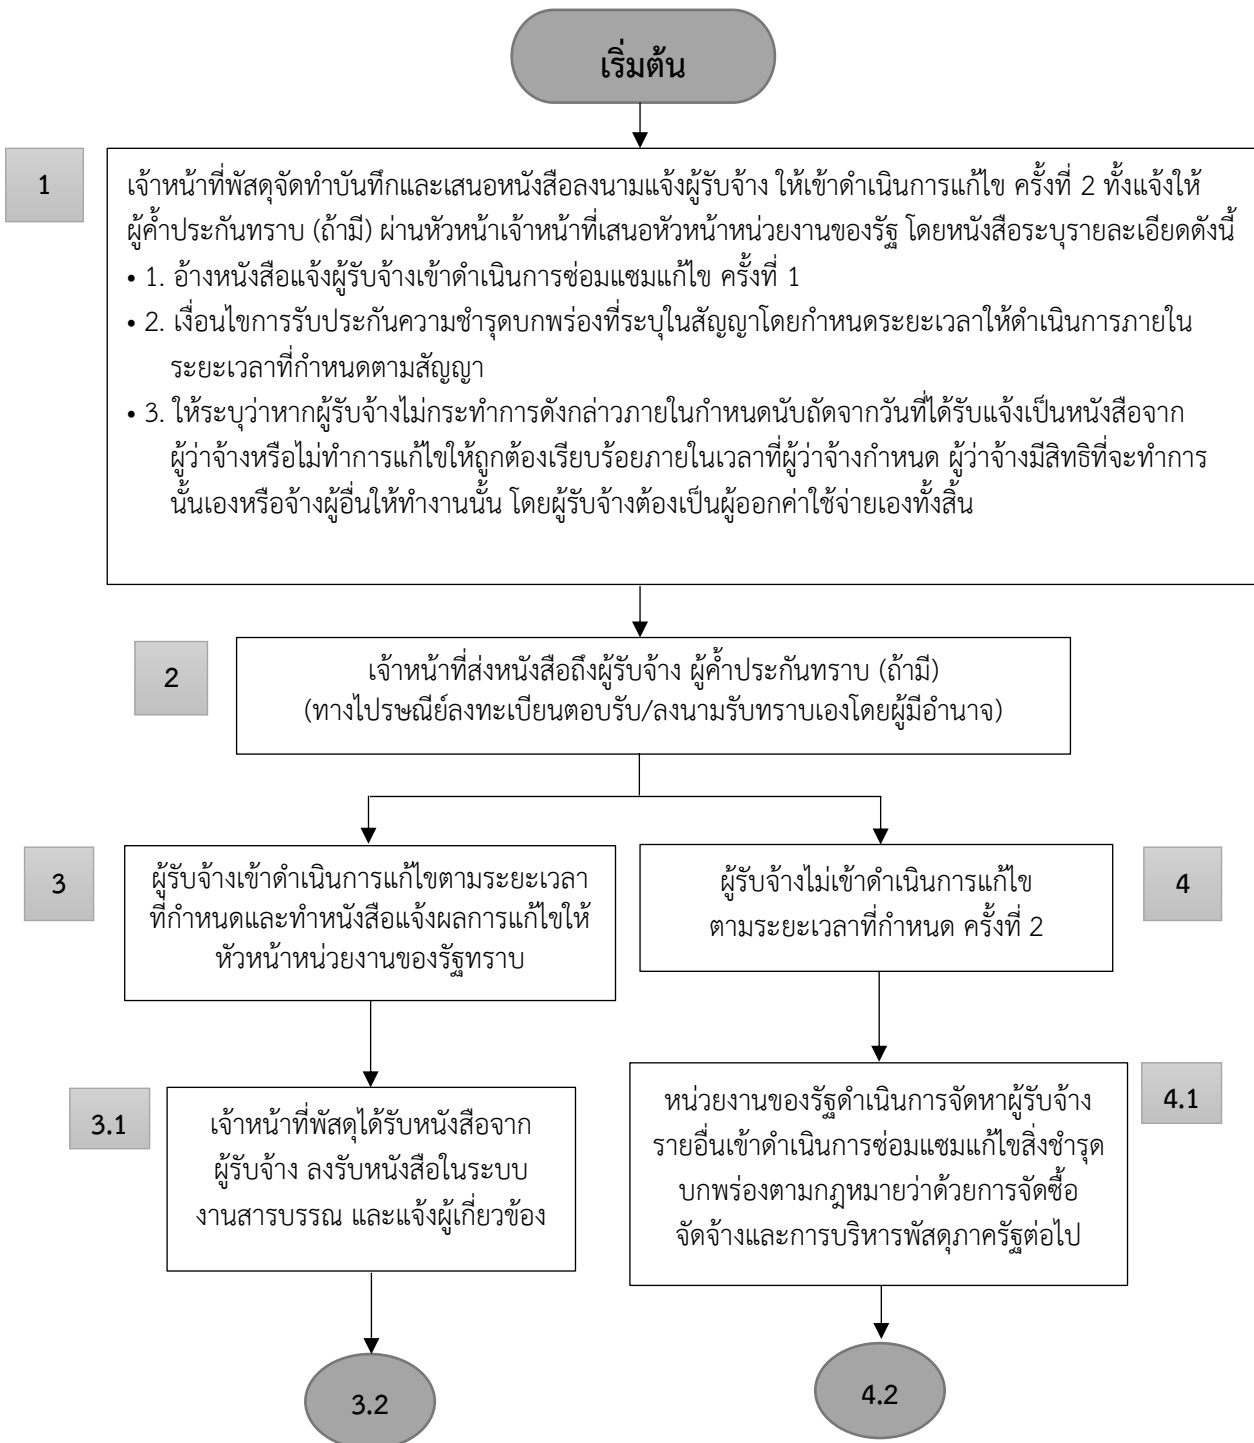 เริ่มต้น
1
เจ้าหน้าที่พัสดุจัดทำบันทึกและเสนอหนังสือลงนามแจ้งผู้รับจ้าง ให้เข้าดำเนินการแก้ไข ครั้งที่ 2 ทั้งแจ้งให้
ผู้ค้ำประกันทราบ (ถ้ามี) ผ่านหัวหน้าเจ้าหน้าที่เสนอหัวหน้าหน่วยงานของรัฐ โดยหนังสือระบุรายละเอียดดังนี้
• 1. อ้างหนังสือแจ้งผู้รับจ้างเข้าดำเนินการซ่อมแซมแก้ไข ครั้งที่ 1
• 2. เงื่อนไขการรับประกันความชำรุดบกพร่องที่ระบุในสัญญาโดยกำหนดระยะเวลาให้ดำเนินการภายใน
ระยะเวลาที่กำหนดตามสัญญา
• 3. ให้ระบุว่าหากผู้รับจ้างไม่กระทำการดังกล่าวภายในกำหนดนับถัดจากวันที่ได้รับแจ้งเป็นหนังสือจาก
ผู้ว่าจ้างหรือไม่ทำการแก้ไขให้ถูกต้องเรียบร้อยภายในเวลาที่ผู้ว่าจ้างกำหนด ผู้ว่าจ้างมีสิทธิที่จะทำการ
นั้นเองหรือจ้างผู้อื่นให้ทำงานนั้น โดยผู้รับจ้างต้องเป็นผู้ออกค่าใช้จ่ายเองทั้งสิ้น
2
เจ้าหน้าที่ส่งหนังสือถึงผู้รับจ้าง ผู้ค้ำประกันทราบ (ถ้ามี)
(ทางไปรษณีย์ลงทะเบียนตอบรับ/ลงนามรับทราบเองโดยผู้มีอำนาจ)
3
ผู้รับจ้างเข้าดำเนินการแก้ไขตามระยะเวลา
ที่กำหนดและทำหนังสือแจ้งผลการแก้ไขให้
หัวหน้าหน่วยงานของรัฐทราบ
ผู้รับจ้างไม่เข้าดำเนินการแก้ไข
ตามระยะเวลาที่กำหนด ครั้งที่ 2
4
3.1
เจ้าหน้าที่พัสดุได้รับหนังสือจาก
ผู้รับจ้าง ลงรับหนังสือในระบบ
งานสารบรรณ และแจ้งผู้เกี่ยวข้อง
หน่วยงานของรัฐดำเนินการจัดหาผู้รับจ้าง
รายอื่นเข้าดำเนินการซ่อมแซมแก้ไขสิ่งชำรุด
บกพร่องตามกฎหมายว่าด้วยการจัดซื้อ
จัดจ้างและการบริหารพัสดุภาครัฐต่อไป
4.1
3.2
4.2